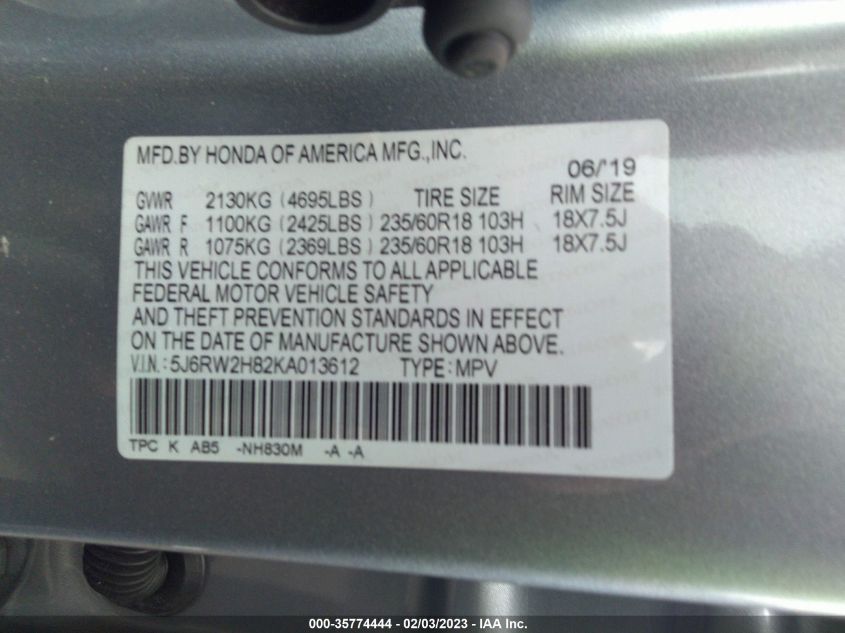 MFD.BY HONDA OF AMERICA MFG.,INC.
06/'19
GVWR 2130KG (4695LBS) TIRE SIZE RIM SIZE
GAWR F 1100KG (2425LBS) 235/60R18 103H 18X7.5J
GAWR R 1075KG (2369LBS) 235/60R18 103H 18X7.5J
THIS VEHICLE CONFORMS TO ALL APPLICABLE
FEDERAL MOTOR VEHICLE SAFETY
AND THEFT PREVENTION STANDARDS IN EFFECT
ON THE DATE OF MANUFACTURE SHOWN ABOVE.
V.I.N.: 5J6RW2H82KA013612 TYPE: MPV
TPC K AB5 -NH830M -A -A
000-35774444 - 02/03/2023 - IAA Inc.